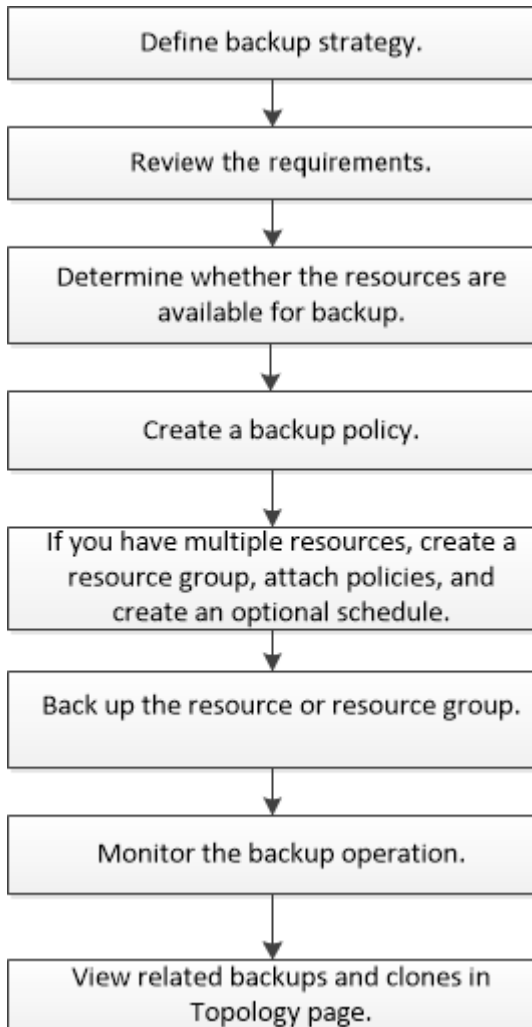 Define backup strategy.
Review the requirements.
Determine whether the resources are
available for backup.
Create a backup policy.
If you have multiple resources, create a
resource group, attach policies, and
create an optional schedule.
Back up the resource or resource group.
Monitor the backup operation.
View related backups and clones in
Topology page.